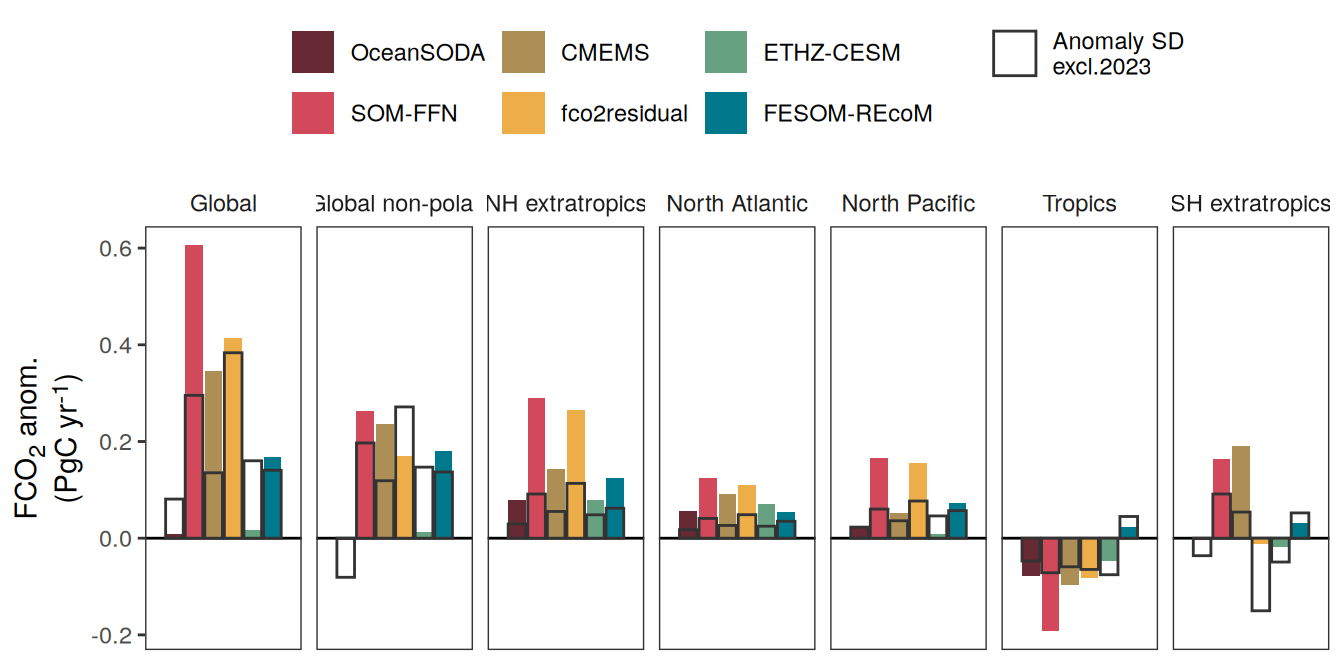 OceanSODA
CMEMS
ETHZ-CESM
Anomaly SD
excl.2023
SOM-FFN
fco2residual
FESOM-REcoM
Global
Global non-pola
NH extratropics
North Atlantic
North Pacific
Tropics
SH extratropics
FCO2 anom.
(PgC yr-1)
0.6
0.4
0.2
0.0
-0.2